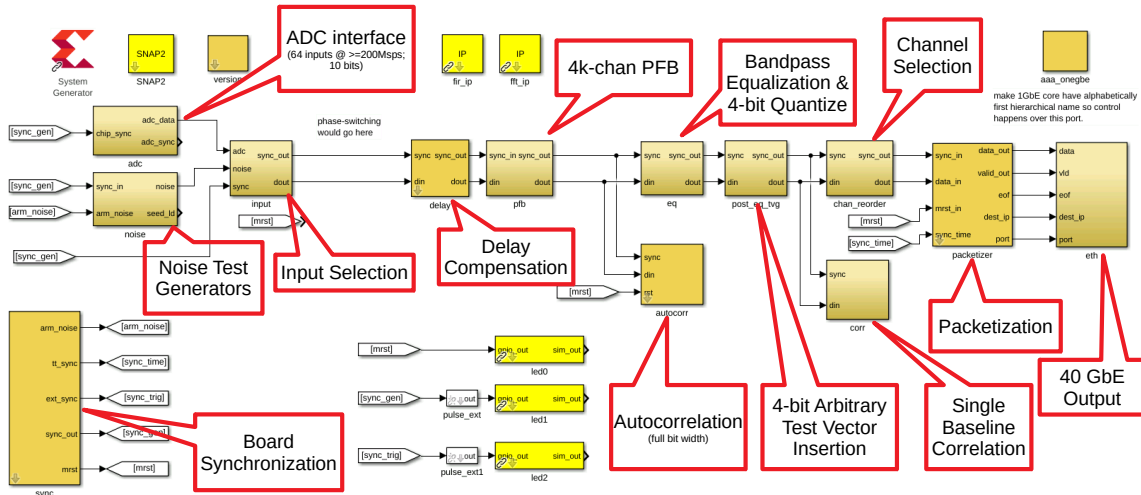 System
Generator
SNAP2
SNAP2
version
ADC interface
(64 inputs @ >=200Msps;
10 bits)
IP
fir_ip
IP
fft_ip
4k-chan PFB
Bandpass
Equalization &
4-bit Quantize
Channel
Selection
aaa_onegbe
make 1GbE core have alphabetically
first hierarchical name so control
happens over this port.
phase-switching
would go here
[sync_gen]
chip_sync
adc_data
adc_sync
adc
[sync_gen]
[arm_noise]
sync_in
arm_noise
noise
seed_ld
noise
[sync_gen]
adc
noise
sync
sync_out
dout
input
[mrst]
sync
din
sync_out
dout
delay
sync_in
din
sync_out
dout
pfb
sync
din
sync_out
dout
eq
sync
din
sync_out
dout
post_eq_tvg
sync
din
sync_out
dout
chan_reorder
[mrst]
[sync_time]
sync_in
data_in
mrst_in
sync_time
data_out
valid_out
eof
dest_ip
port
packetizer
data
vld
eof
dest_ip
port
eth
[mrst]
sync
din
rst
autocorr
sync
din
corr
Noise Test
Generators
Input Selection
Delay
Compensation
Packetization
40 GbE
Output
Autocorrelation
(full bit width)
4-bit Arbitrary
Test Vector
Insertion
Single
Baseline
Correlation
Board
Synchronization
arm_noise
tt_sync
ext_sync
sync_out
mrst
sync
[arm_noise]
[sync_time]
[sync_trig]
[sync_gen]
[mrst]
[mrst]
gpio_out
sim_out
led0
[sync_gen]
out
pulse_ext
gpio_out
sim_out
led1
[sync_trig]
out
pulse_ext1
gpio_out
sim_out
led2